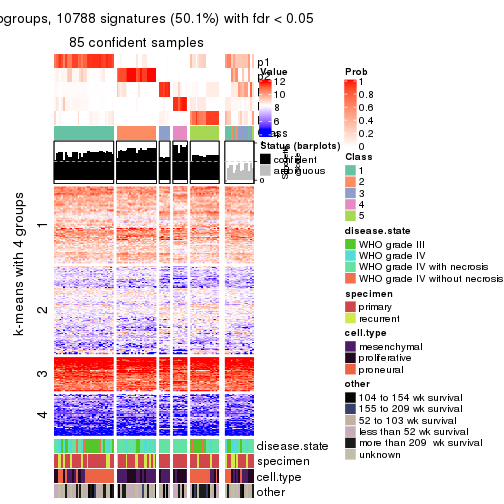 ogroups, 10788 signatures (50.1%) with fdr < 0.05
85 confident samples
p1
Value
12
10
8
6
Prob
1
0.8
0.6
0.4
0.2
0
Status (barplots)
confident
Class
1
2
3
4
5
disease.state
WHO grade III
WHO grade IV
WHO grade IV with necrosis
WHO grade IV without necrosis
specimen
primary
recurrent
cell.type
mesenchymal
proliferative
proneural
other
104 to 154 wk survival
155 to 209 wk survival
52 to 103 wk survival
less than 52 wk survival
more than 209 wk survival
unknown
k-means with 4 groups
1
2
3
4
disease.state
specimen
cell.type
other